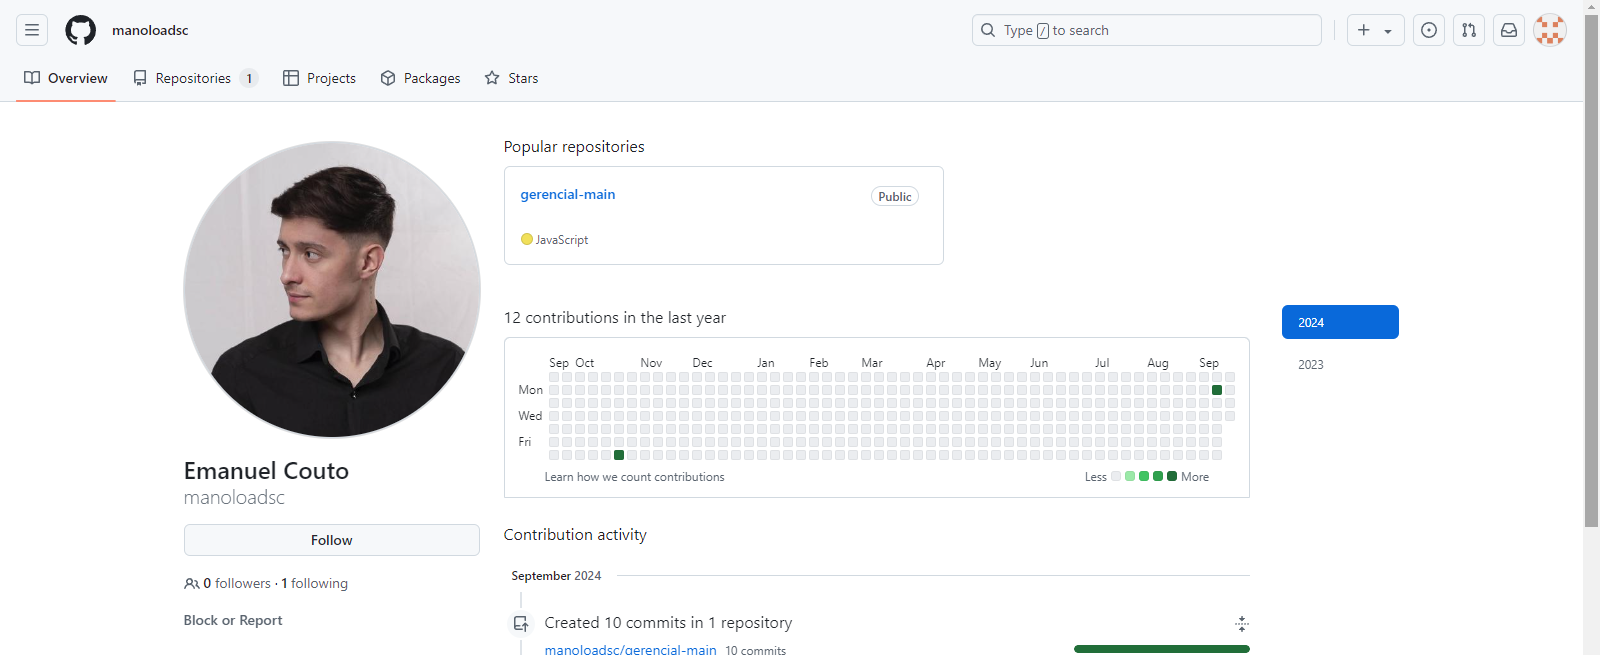 manoloadsc
Type / to search
Overview
Repositories 1
Projects
Packages
Stars
Emanuel Couto
manoloadsc
Follow
0 followers · 1 following
Block or Report
Popular repositories
gerencial-main
Public
JavaScript
12 contributions in the last year
Sep Oct Nov Dec Jan Feb Mar Apr May Jun Jul Aug Sep
Mon
Wed
Fri
Learn how we count contributions
Less More
2024
2023
Contribution activity
September 2024
Created 10 commits in 1 repository
manoloadsc/gerencial-main 10 commits